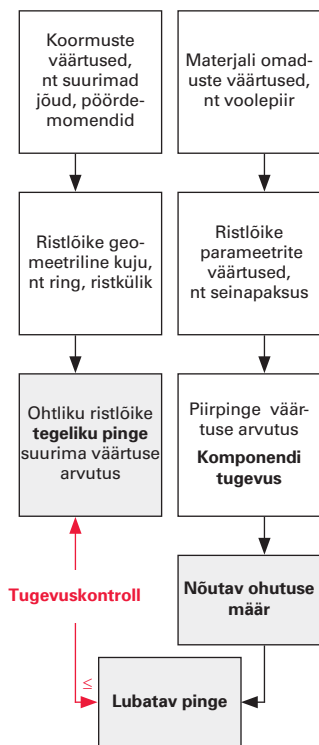 Koormuste
väärtused,
nt suurimad
jõud, pöörde-
momendid
Materjali omad-
uste väärtused,
nt voolepiir
Ristlõike geo-
meetriline kuju,
nt ring, ristkülik
Ristlõike
parameetrite
väärtused,
nt seinapaksus
Ohtliku ristlõike
tegeliku pinge
suurima väärtuse
arvutus
Piirpinge väär-
tuse arvutus
Komponendi
tugevus
Tugevuskontroll
Nõutav ohutuse
määr
≤
Lubatav pinge